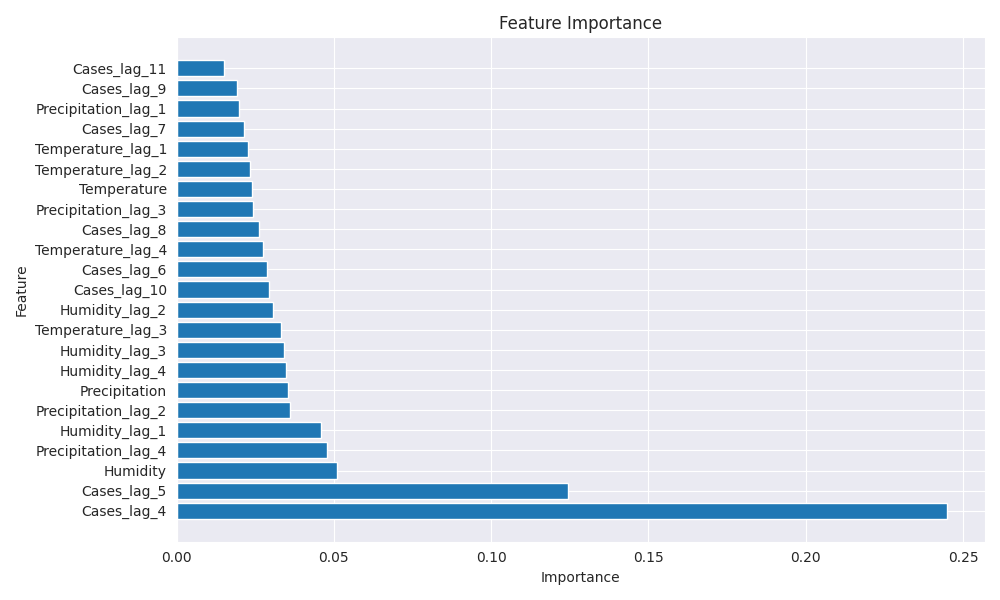 Feature Importance
Cases_lag_11
Cases_lag_9
Precipitation_lag_1
Cases_lag_7
Temperature_lag_1
Temperature_lag_2
Temperature
Precipitation_lag_3
Cases_lag_8
Temperature_lag_4
Cases_lag_6
Cases_lag_10
Humidity_lag_2
Temperature_lag_3
Humidity_lag_3
Humidity_lag_4
Precipitation
Precipitation_lag_2
Humidity_lag_1
Precipitation_lag_4
Humidity
Cases_lag_5
Cases_lag_4
Feature
0.00 0.05 0.10 0.15 0.20 0.25
Importance